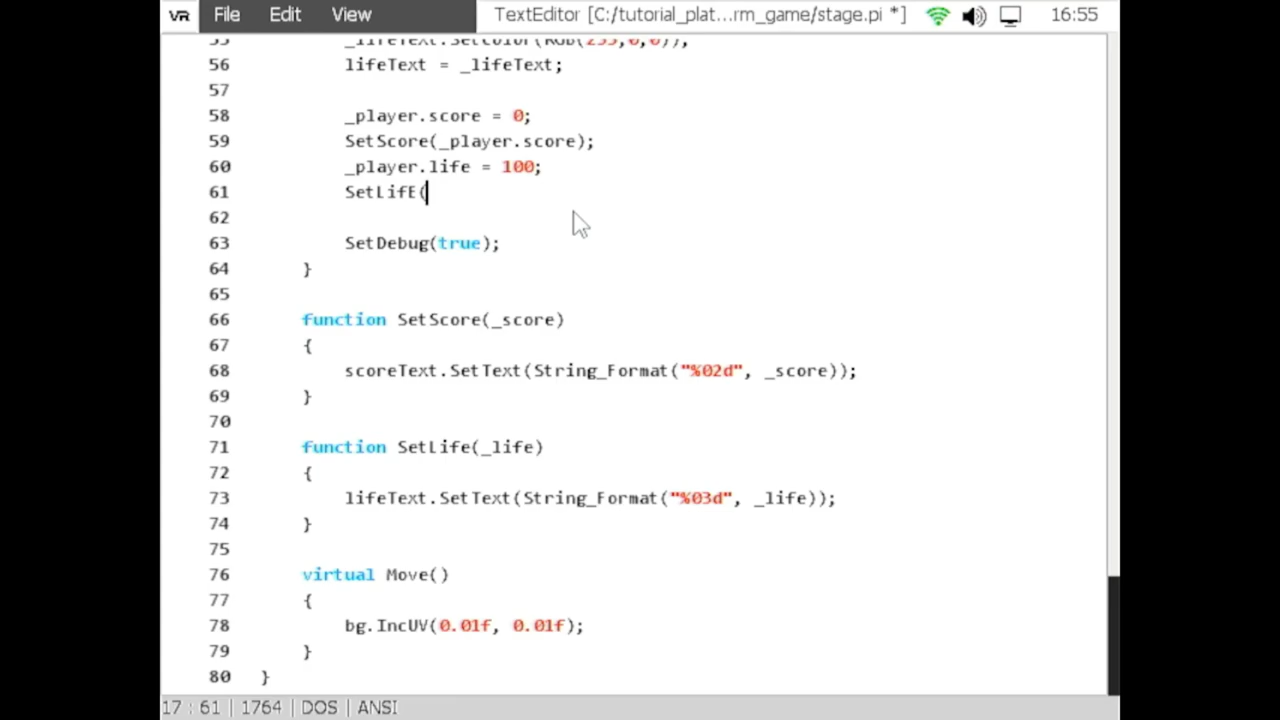 VR File Edit View TextEditor [C:/tutorial_plat...rm_game/stage.pi *] 16:55
55 _lifeText.SetColor(RGB(255,0,0));
56 lifeText = _lifeText;
57
58 _player.score = 0;
59 SetScore(_player.score);
60 _player.life = 100;
61 SetLifE(
62
63 SetDebug(true);
64 }
65
66 function SetScore(_score)
67 {
68 scoreText.SetText(String_Format("%02d", _score));
69 }
70
71 function SetLife(_life)
72 {
73 lifeText.SetText(String_Format("%03d", _life));
74 }
75
76 virtual Move()
77 {
78 bg.IncUV(0.01f, 0.01f);
79 }
80 }
17 : 61 | 1764 | DOS | ANSI